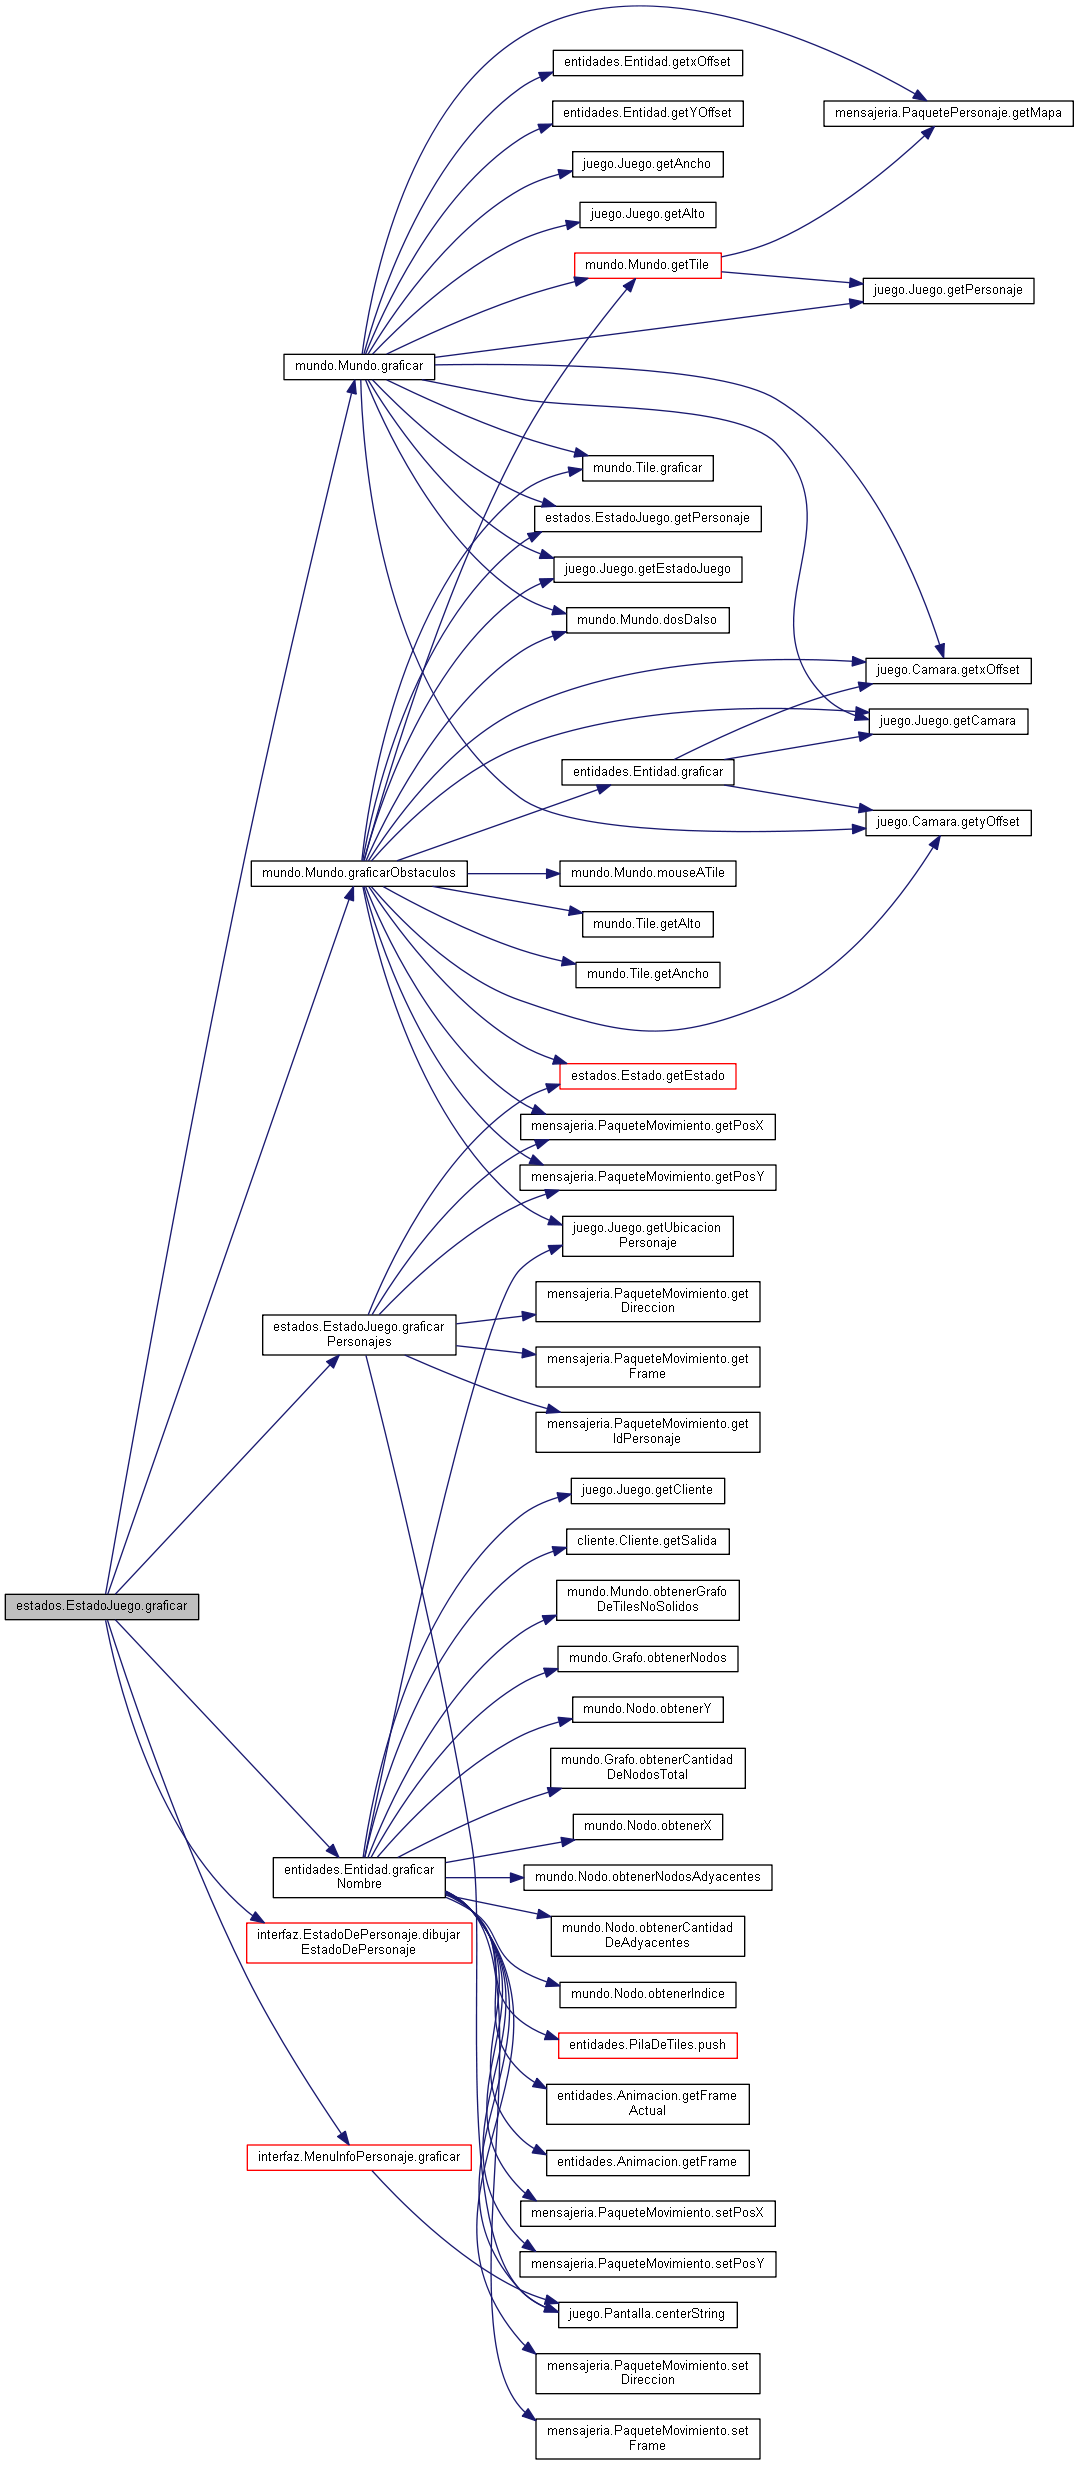 entidades.Entidad.getxOffset
entidades.Entidad.getYOffset
mensajeria.PaquetePersonaje.getMapa
juego.Juego.getAncho
juego.Juego.getAlto
mundo.Mundo.getTile
juego.Juego.getPersonaje
mundo.Mundo.graficar
mundo.Tile.graficar
estados.EstadoJuego.getPersonaje
juego.Juego.getEstadoJuego
mundo.Mundo.dosDaIso
juego.Camara.getxOffset
juego.Juego.getCamara
entidades.Entidad.graficar
juego.Camara.getyOffset
mundo.Mundo.graficarObstaculos
mundo.Mundo.mouseATile
mundo.Tile.getAlto
mundo.Tile.getAncho
estados.Estado.getEstado
mensajeria.PaqueteMovimiento.getPosX
mensajeria.PaqueteMovimiento.getPosY
juego.Juego.getUbicacion
Personaje
mensajeria.PaqueteMovimiento.get
Direccion
estados.EstadoJuego.graficar
Personajes
mensajeria.PaqueteMovimiento.get
Frame
mensajeria.PaqueteMovimiento.get
IdPersonaje
juego.Juego.getCliente
cliente.Cliente.getSalida
mundo.Mundo.obtenerGrafo
DeTilesNoSolidos
estados.EstadoJuego.graficar
mundo.Grafo.obtenerNodos
mundo.Nodo.obtenerY
mundo.Grafo.obtenerCantidad
DeNodosTotal
mundo.Nodo.obtenerX
entidades.Entidad.graficar
Nombre
mundo.Nodo.obtenerNodosAdyacentes
mundo.Nodo.obtenerCantidad
DeAdyacentes
interfaz.EstadoDePersonaje.dibujar
EstadoDePersonaje
mundo.Nodo.obtenerIndice
entidades.PilaDeTiles.push
entidades.Animacion.getFrame
Actual
interfaz.MenuInfoPersonaje.graficar
entidades.Animacion.getFrame
mensajeria.PaqueteMovimiento.setPosX
mensajeria.PaqueteMovimiento.setPosY
juego.Pantalla.centerString
mensajeria.PaqueteMovimiento.set
Direccion
mensajeria.PaqueteMovimiento.set
Frame